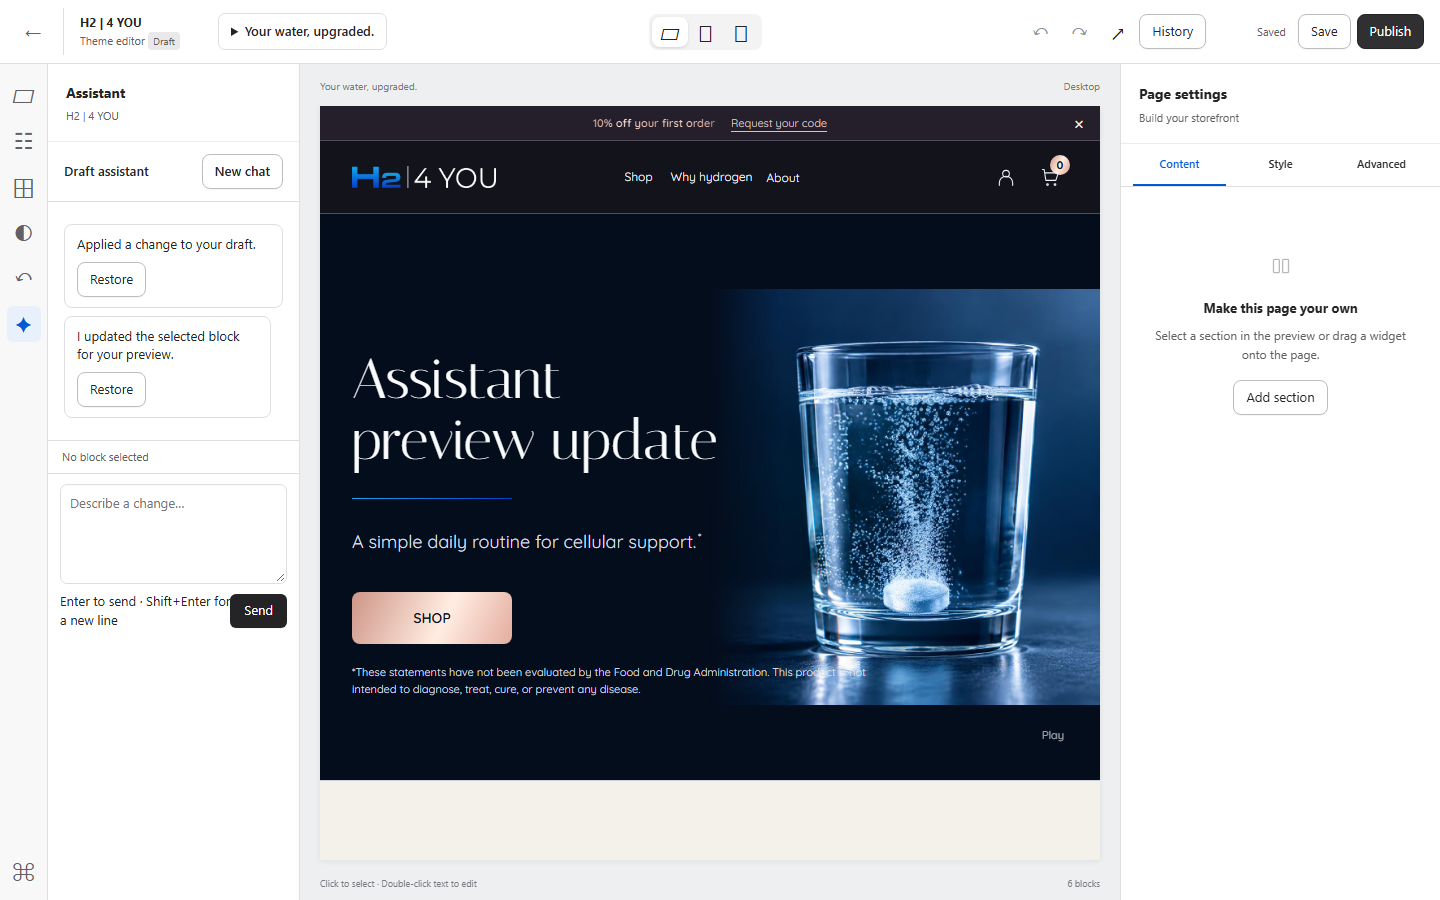 H2 | 4 YOU
Theme editor Draft
Your water, upgraded.
History
Saved
Save
Publish
Assistant
H2 | 4 YOU
Draft assistant
New chat
Applied a change to your draft.
Restore
I updated the selected block
for your preview.
Restore
No block selected
Describe a change...
Enter to send · Shift+Enter for
a new line
Send
Your water, upgraded.
Desktop
10% off your first order Request your code
H2 | 4 YOU
Shop Why hydrogen About
0
Assistant
preview update
A simple daily routine for cellular support.*
SHOP
*These statements have not been evaluated by the Food and Drug Administration. This product is not
intended to diagnose, treat, cure, or prevent any disease.
Play
Click to select · Double-click text to edit
6 blocks
Page settings
Build your storefront
Content Style Advanced
Make this page your own
Select a section in the preview or drag a widget
onto the page.
Add section